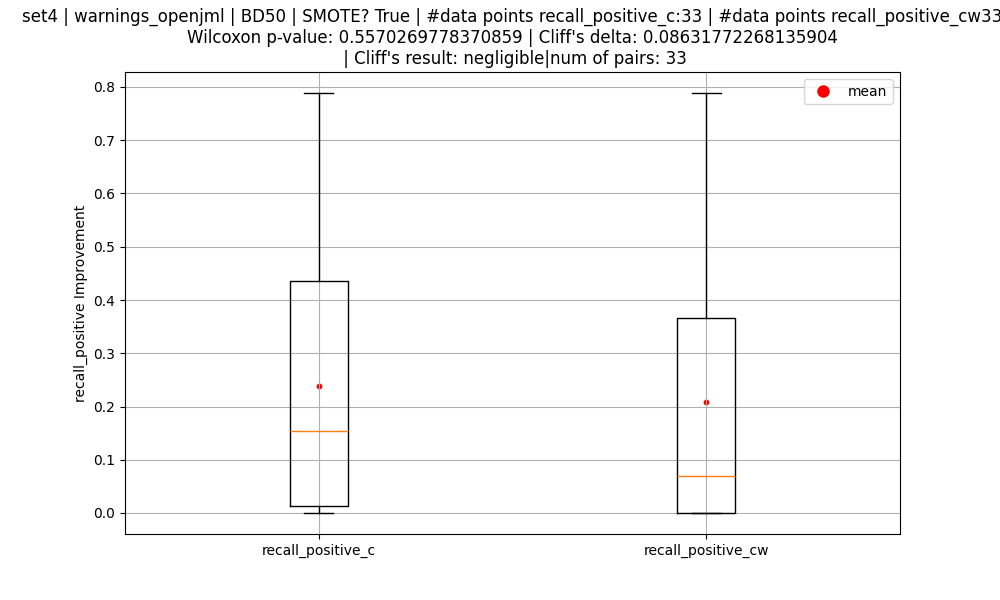 set4 | warnings_openjml | BD50 | SMOTE? True | #data points recall_positive_c:33 | #data points recall_positive_cw33
Wilcoxon p-value: 0.5570269778370859 | Cliff's delta: 0.08631772268135904
| Cliff's result: negligible|num of pairs: 33
mean
0.8
0.7
0.6
0.5
0.4
0.3
0.2
0.1
0.0
recall_positive Improvement
recall_positive_c
recall_positive_cw